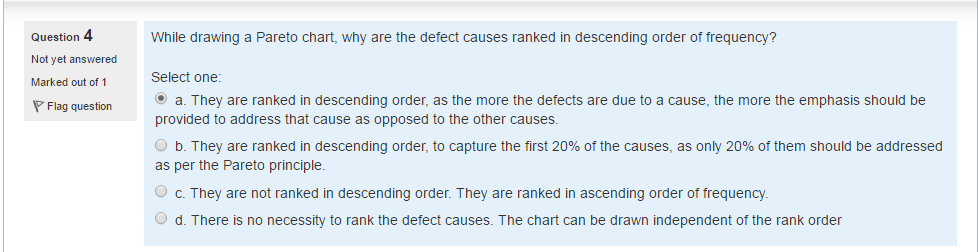 Question 4
Not yet answered
Marked out of 1
Flag question
While drawing a Pareto chart, why are the defect causes ranked in descending order of frequency?
Select one:
a. They are ranked in descending order, as the more the defects are due to a cause, the more the emphasis should be
provided to address that cause as opposed to the other causes.
b. They are ranked in descending order, to capture the first 20% of the causes, as only 20% of them should be addressed
as per the Pareto principle.
c. They are not ranked in descending order. They are ranked in ascending order of frequency.
d. There is no necessity to rank the defect causes. The chart can be drawn independent of the rank order